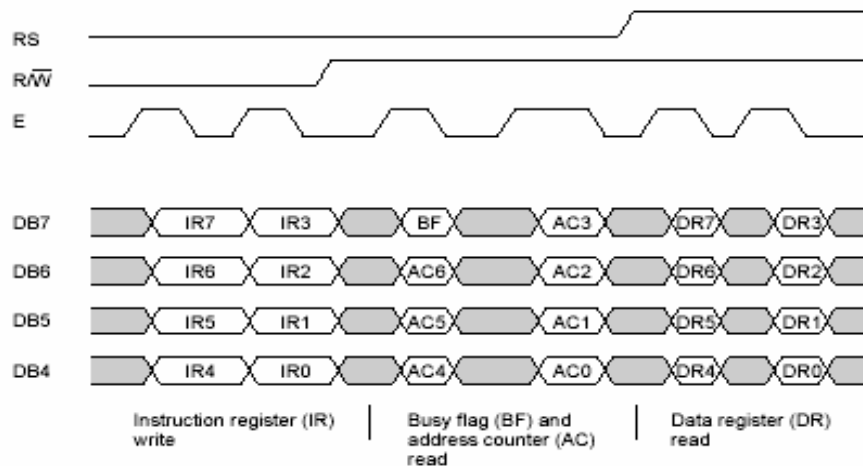 RS
R/W̅
E
DB7 IR7 IR3 BF AC3 DR7 DR3
DB6 IR6 IR2 AC6 AC2 DR6 DR2
DB5 IR5 IR1 AC5 AC1 DR5 DR1
DB4 IR4 IR0 AC4 AC0 DR4 DR0
Instruction register (IR)
write
Busy flag (BF) and
address counter (AC)
read
Data register (DR)
read